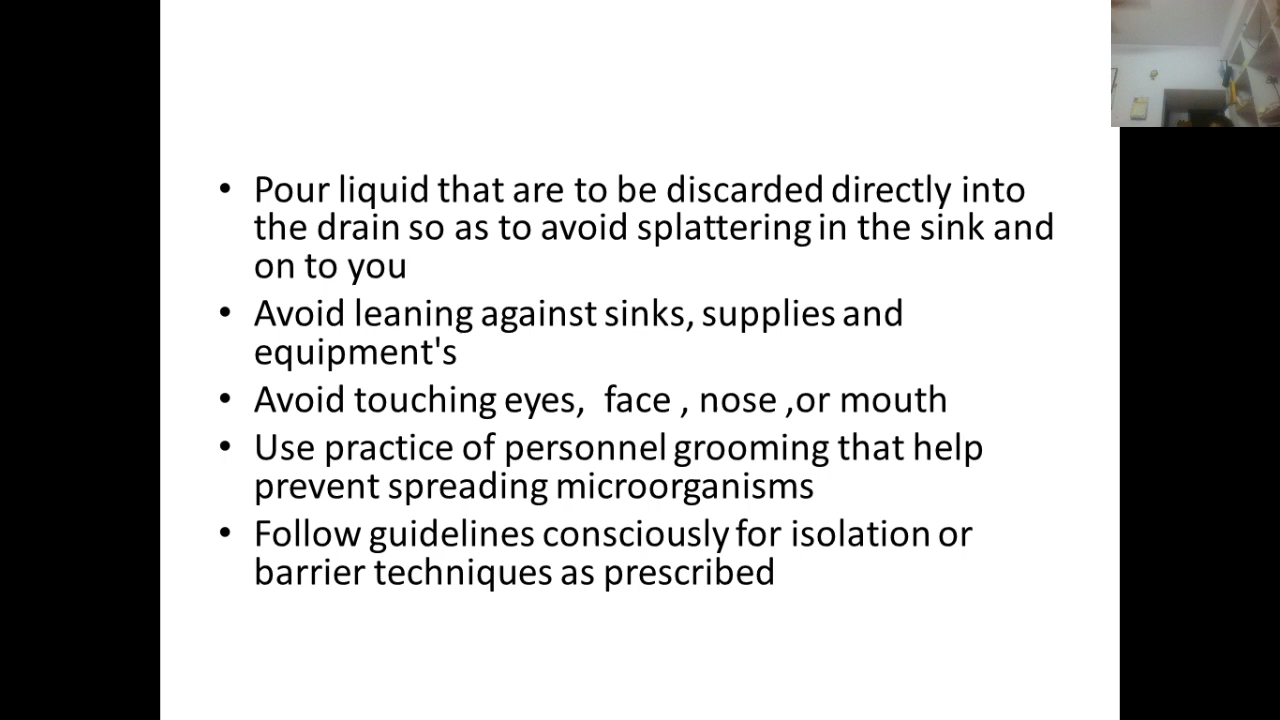 • Pour liquid that are to be discarded directly into
the drain so as to avoid splattering in the sink and
on to you
• Avoid leaning against sinks, supplies and
equipment's
• Avoid touching eyes,  face , nose ,or mouth
• Use practice of personnel grooming that help
prevent spreading microorganisms
• Follow guidelines consciously for isolation or
barrier techniques as prescribed